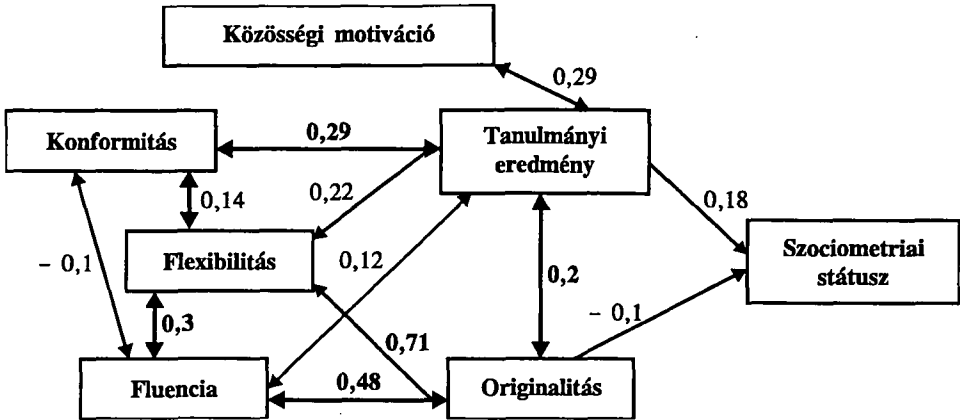 Közösségi motiváció
0,29
Konformitás
0,29
Tanulmányi
eredmény
0,14
0,22
0,18
– 0,1
Flexibilitás
0,12
0,2
Szociometriai
státusz
0,3
0,71
– 0,1
Fluencia
0,48
Originalitás